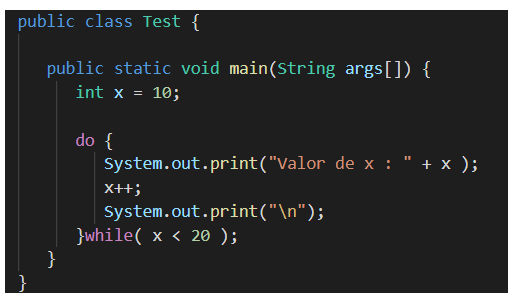 public class Test {
public static void main(String args[]) {
int x = 10;
do {
System.out.print("Valor de x : " + x );
x++;
System.out.print("\n");
}while( x < 20 );
}
}